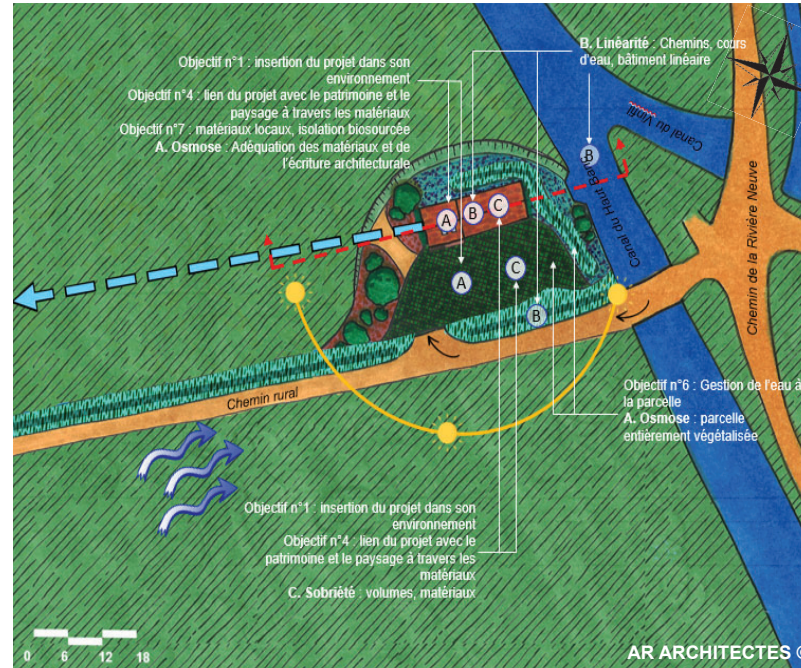 Objectif n°1 : insertion du projet dans son
environnement
Objectif n°4 : lien du projet avec le patrimoine et le
paysage à travers les matériaux
Objectif n°7 : matériaux locaux, isolation biosourcée
A. Osmose : Adéquation des matériaux et de
l'écriture architecturale
B. Linéarité : Chemins, cours
d'eau, bâtiment linéaire
Canal du Vinfil
B
Canal du Haut Banc
Chemin de la Rivière Neuve
A
B
C
A
C
B
Chemin rural
Objectif n°6 : Gestion de l'eau à
la parcelle
A. Osmose : parcelle
entièrement végétalisée
Objectif n°1 : insertion du projet dans son
environnement
Objectif n°4 : lien du projet avec le
patrimoine et le paysage à travers les
matériaux
C. Sobriété : volumes, matériaux
0 6 12 18
AR ARCHITECTES ©